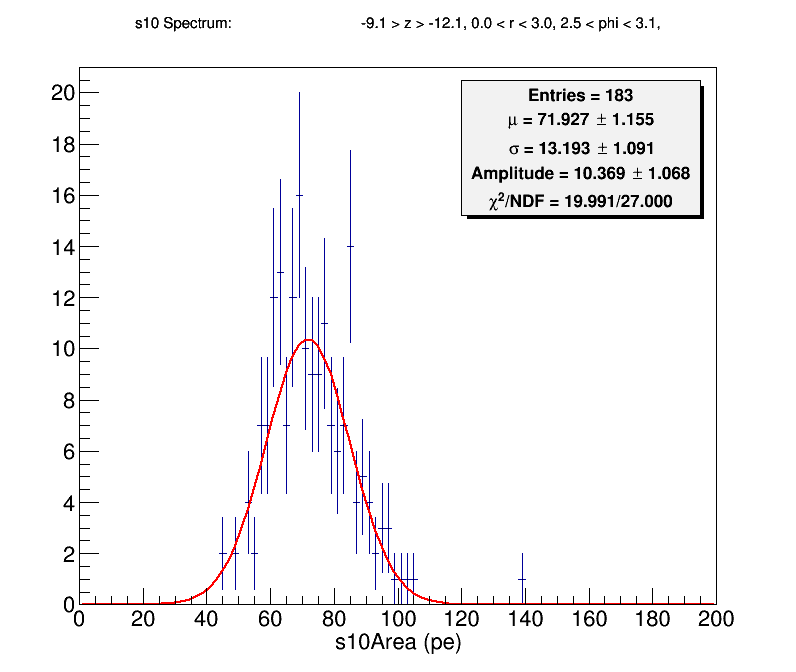 s10 Spectrum: -9.1 > z > -12.1, 0.0 < r < 3.0, 2.5 < phi < 3.1,
Entries = 183
μ = 71.927 ± 1.155
σ = 13.193 ± 1.091
Amplitude = 10.369 ± 1.068
χ²/NDF = 19.991/27.000
20
18
16
14
12
10
8
6
4
2
0
0 20 40 60 80 100 120 140 160 180 200
s10Area (pe)